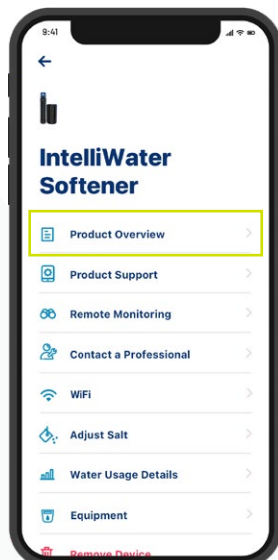 9:41
IntelliWater
Softener
Product Overview
Product Support
Remote Monitoring
Contact a Professional
WiFi
Adjust Salt
Water Usage Details
Equipment
Remove Device